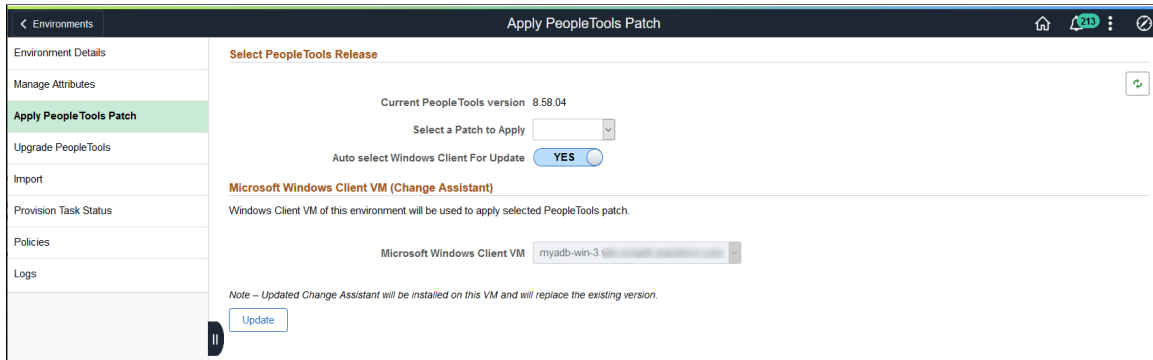 Environments
Apply PeopleTools Patch
213
Environment Details
Manage Attributes
Apply PeopleTools Patch
Upgrade PeopleTools
Import
Provision Task Status
Policies
Logs
Select PeopleTools Release
Current PeopleTools version 8.58.04
Select a Patch to Apply
Auto select Windows Client For Update YES
Microsoft Windows Client VM (Change Assistant)
Windows Client VM of this environment will be used to apply selected PeopleTools patch.
Microsoft Windows Client VM myadb-win-3.
Note – Updated Change Assistant will be installed on this VM and will replace the existing version.
Update